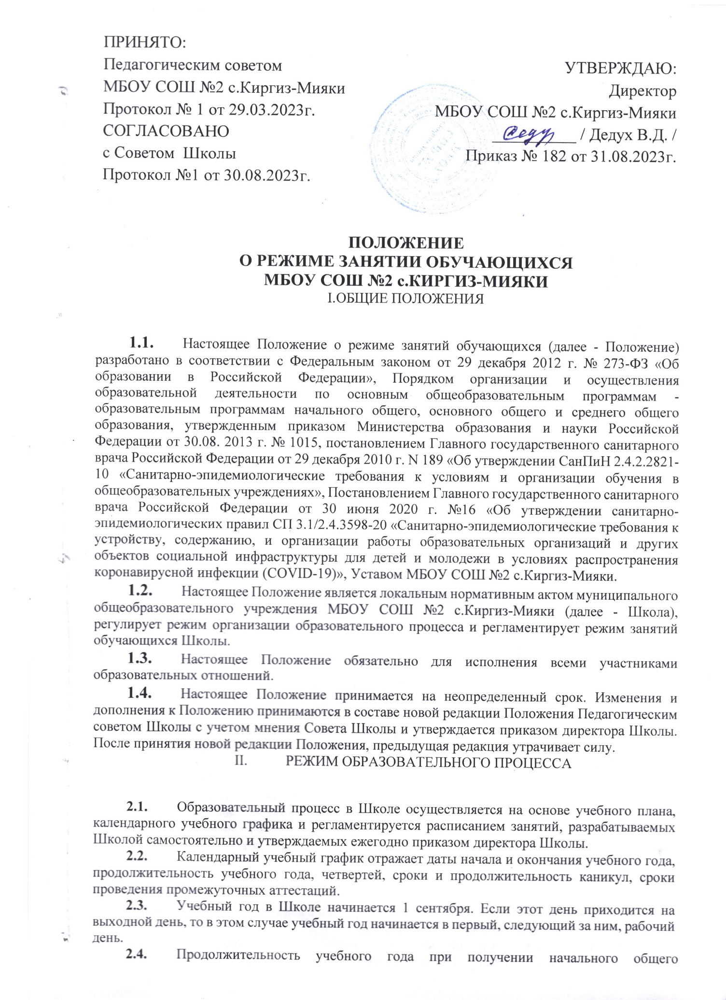 ПРИНЯТО:
Педагогическим советом
МБОУ СОШ №2 с.Киргиз-Мияки
Протокол № 1 от 29.03.2023г.
СОГЛАСОВАНО
с Советом Школы
Протокол №1 от 30.08.2023г.
УТВЕРЖДАЮ:
Директор
МБОУ СОШ №2 с.Киргиз-Мияки
/ Дедух В.Д. /
Приказ № 182 от 31.08.2023г.
ПОЛОЖЕНИЕ
О РЕЖИМЕ ЗАНЯТИИ ОБУЧАЮЩИХСЯ
МБОУ СОШ №2 с.КИРГИЗ-МИЯКИ
I.ОБЩИЕ ПОЛОЖЕНИЯ
1.1. Настоящее Положение о режиме занятий обучающихся (далее - Положение)
разработано в соответствии с Федеральным законом от 29 декабря 2012 г. № 273-ФЗ «Об
образовании в Российской Федерации», Порядком организации и осуществления
образовательной деятельности по основным общеобразовательным программам -
образовательным программам начального общего, основного общего и среднего общего
образования, утвержденным приказом Министерства образования и науки Российской
Федерации от 30.08. 2013 г. № 1015, постановлением Главного государственного санитарного
врача Российской Федерации от 29 декабря 2010 г. N 189 «Об утверждении СанПиН 2.4.2.2821-
10 «Санитарно-эпидемиологические требования к условиям и организации обучения в
общеобразовательных учреждениях», Постановлением Главного государственного санитарного
врача Российской Федерации от 30 июня 2020 г. №16 «Об утверждении санитарно-
эпидемиологических правил СП 3.1/2.4.3598-20 «Санитарно-эпидемиологические требования к
устройству, содержанию, и организации работы образовательных организаций и других
объектов социальной инфраструктуры для детей и молодежи в условиях распространения
коронавирусной инфекции (COVID-19)», Уставом МБОУ СОШ №2 с.Киргиз-Мияки.
1.2. Настоящее Положение является локальным нормативным актом муниципального
общеобразовательного учреждения МБОУ СОШ №2 с.Киргиз-Мияки (далее - Школа),
регулирует режим организации образовательного процесса и регламентирует режим занятий
обучающихся Школы.
1.3. Настоящее Положение обязательно для исполнения всеми участниками
образовательных отношений.
1.4. Настоящее Положение принимается на неопределенный срок. Изменения и
дополнения к Положению принимаются в составе новой редакции Положения Педагогическим
советом Школы с учетом мнения Совета Школы и утверждается приказом директора Школы.
После принятия новой редакции Положения, предыдущая редакция утрачивает силу.
II. РЕЖИМ ОБРАЗОВАТЕЛЬНОГО ПРОЦЕССА
2.1. Образовательный процесс в Школе осуществляется на основе учебного плана,
календарного учебного графика и регламентируется расписанием занятий, разрабатываемых
Школой самостоятельно и утверждаемых ежегодно приказом директора Школы.
2.2. Календарный учебный график отражает даты начала и окончания учебного года,
продолжительность учебного года, четвертей, сроки и продолжительность каникул, сроки
проведения промежуточных аттестаций.
2.3. Учебный год в Школе начинается 1 сентября. Если этот день приходится на
выходной день, то в этом случае учебный год начинается в первый, следующий за ним, рабочий
день.
2.4. Продолжительность учебного года при получении начального общего